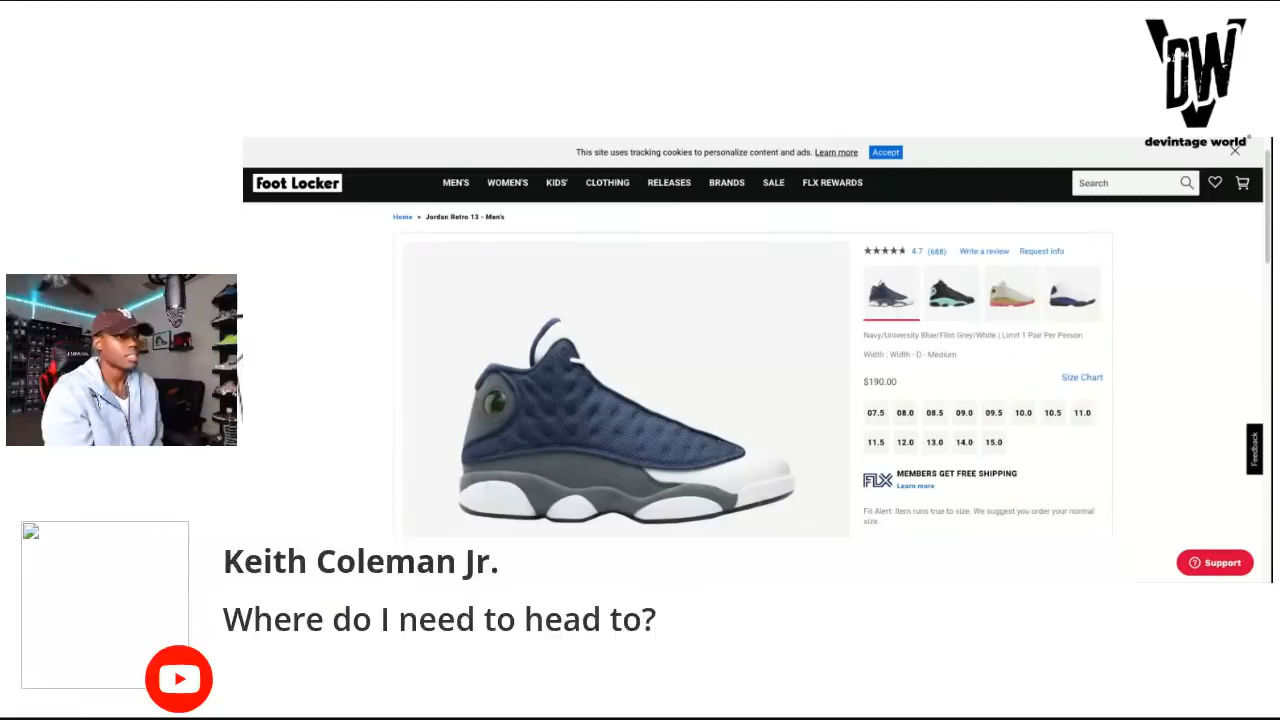 DW
devintage world®
This site uses tracking cookies to personalize content and ads. Learn more Accept
Foot Locker MEN'S WOMEN'S KIDS' CLOTHING RELEASES BRANDS SALE FLX REWARDS Search
Home > Jordan Retro 13 - Men's
4.7 (688) Write a review Request info
Navy/University Blue/Flint Grey/White | Limit 1 Pair Per Person
Width : Width - D - Medium
$190.00 Size Chart
07.5 08.0 08.5 09.0 09.5 10.0 10.5 11.0
11.5 12.0 13.0 14.0 15.0
FLX MEMBERS GET FREE SHIPPING
Learn more
Fit Alert: Item runs true to size. We suggest you order your normal
size.
Feedback
Support
Keith Coleman Jr.
Where do I need to head to?